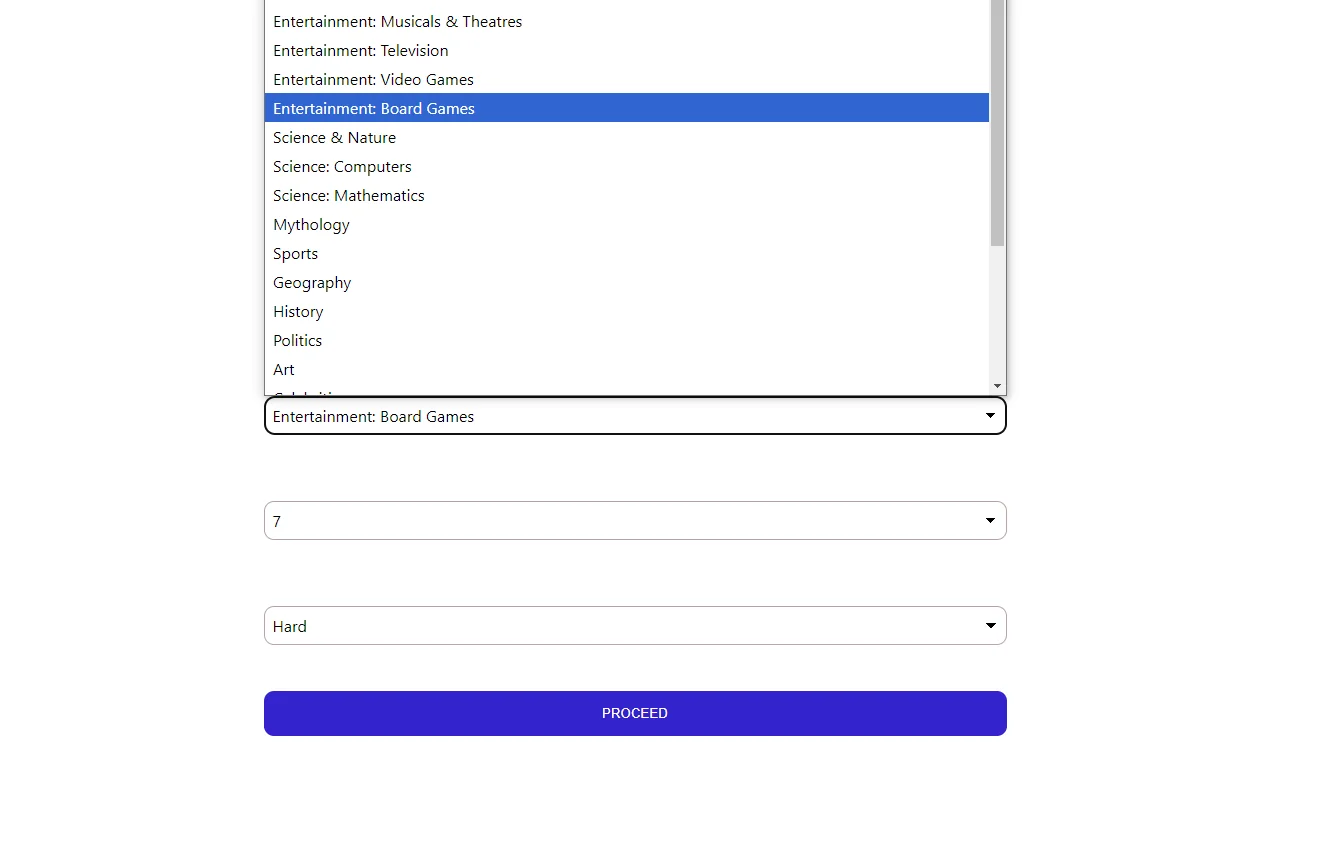 Entertainment: Musicals & Theatres
Entertainment: Television
Entertainment: Video Games
Entertainment: Board Games
Science & Nature
Science: Computers
Science: Mathematics
Mythology
Sports
Geography
History
Politics
Art
Entertainment: Board Games
7
Hard
PROCEED